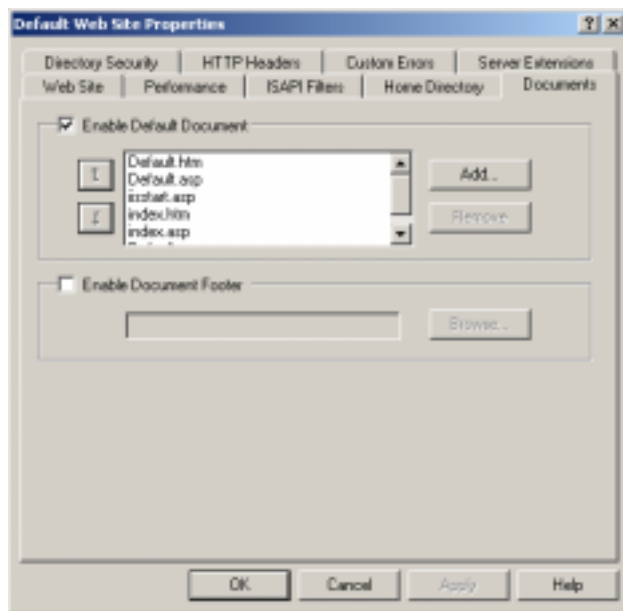 Default Web Site Properties
Directory Security HTTP Headers Custom Errors Server Extensions
Web Site Performance ISAPI Filters Home Directory Documents
Enable Default Document
Default.htm
Default.asp
iisstart.asp
index.htm
index.asp
Add...
Remove
Enable Document Footer
Browse...
OK Cancel Apply Help